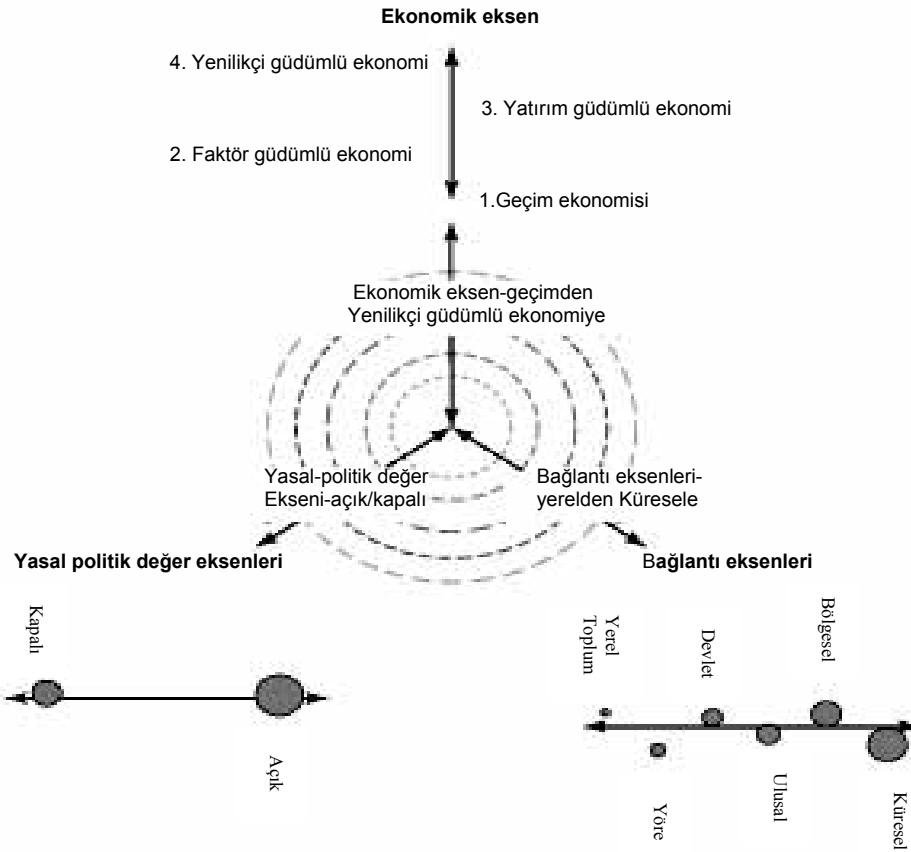 Ekonomik eksen
4. Yenilikçi güdümlü ekonomi
3. Yatırım güdümlü ekonomi
2. Faktör güdümlü ekonomi
1.Geçim ekonomisi
Ekonomik eksen-geçimden
Yenilikçi güdümlü ekonomiye
Yasal-politik değer
Ekseni-açık/kapalı
Bağlantı eksenleri-
yerelden Küresele
Yasal politik değer eksenleri
Bağlantı eksenleri
Kapalı
Açık
Yerel
Toplum
Yöre
Devlet
Ulusal
Bölgesel
Küresel